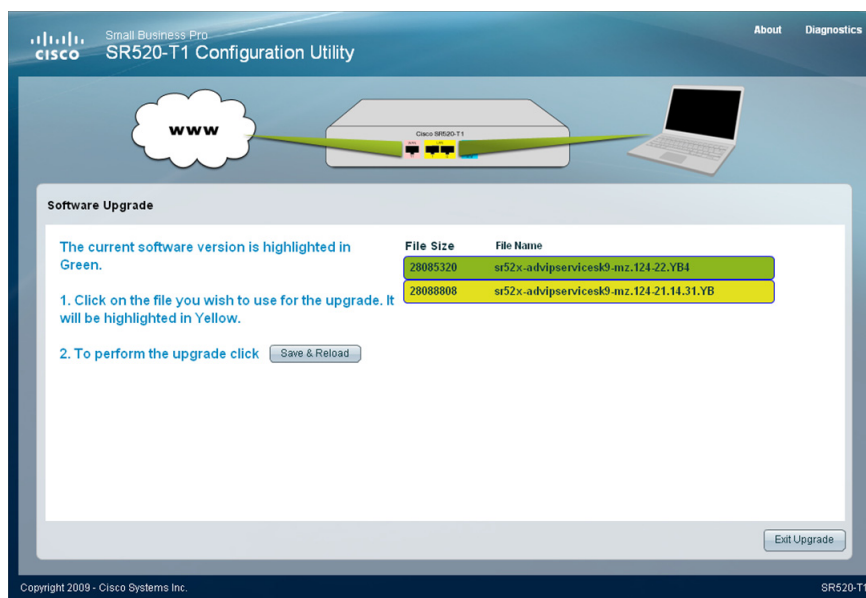 Small Business Pro
CISCO SR520-T1 Configuration Utility
About Diagnostics
www
Cisco SR520-T1
Software Upgrade
The current software version is highlighted in
Green.
1. Click on the file you wish to use for the upgrade. It
will be highlighted in Yellow.
2. To perform the upgrade click Save & Reload
File Size File Name
28085320 sr52x-advipservicesk9-mz.124-22.YB4
28088808 sr52x-advipservicesk9-mz.124-21.14.31.YB
Exit Upgrade
Copyright 2009 - Cisco Systems Inc. SR520-T1